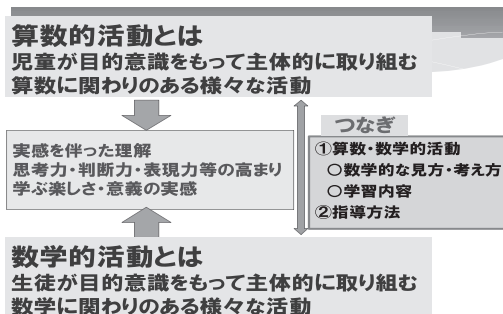 算数的活動とは
児童が目的意識をもって主体的に取り組む
算数に関わりのある様々な活動
実感を伴った理解
思考力・判断力・表現力等の高まり
学ぶ楽しさ・意義の実感
つなぎ
①算数・数学的活動
○数学的な見方・考え方
○学習内容
②指導方法
数学的活動とは
生徒が目的意識をもって主体的に取り組む
数学に関わりのある様々な活動